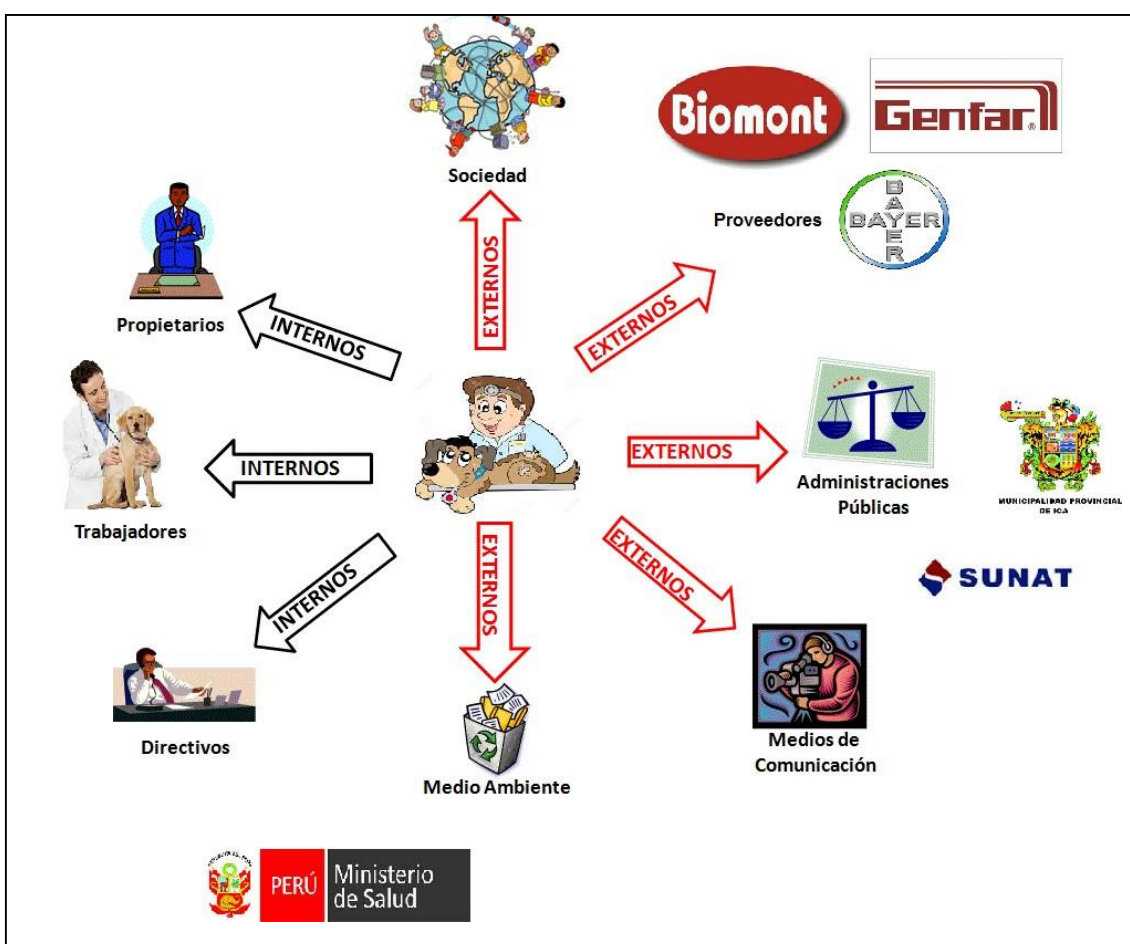 Sociedad
Biomont
Genfar®
Proveedores
BAYER
BAYER
EXTERNOS
EXTERNOS
Propietarios
INTERNOS
Trabajadores
INTERNOS
EXTERNOS
Administraciones
Públicas
MUNICIPALIDAD PROVINCIAL
DE ICA
SUNAT
INTERNOS
EXTERNOS
EXTERNOS
Directivos
Medio Ambiente
Medios de
Comunicación
PERÚ
Ministerio
de Salud